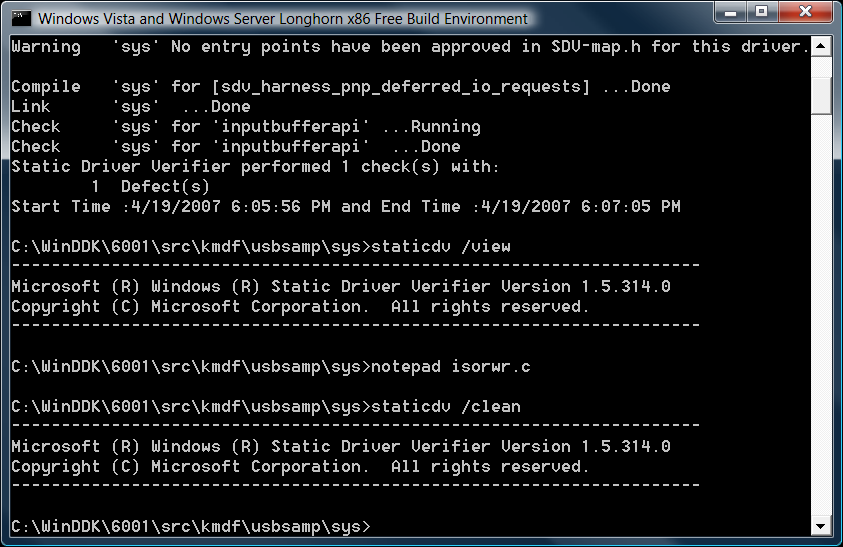 Windows Vista and Windows Server Longhorn x86 Free Build Environment
Warning   'sys' No entry points have been approved in SDV-map.h for this driver.
Compile   'sys' for [sdv_harness_pnp_deferred_io_requests] ...Done
Link      'sys'  ...Done
Check     'sys' for 'inputbufferapi' ...Running
Check     'sys' for 'inputbufferapi'  ...Done
Static Driver Verifier performed 1 check(s) with:
        1  Defect(s)
Start Time :4/19/2007 6:05:56 PM and End Time :4/19/2007 6:07:05 PM
C:\WinDDK\6001\src\kmdf\usbsamp\sys>staticdv /view
---------------------------------------------------------------------
Microsoft (R) Windows (R) Static Driver Verifier Version 1.5.314.0
Copyright (C) Microsoft Corporation.  All rights reserved.
---------------------------------------------------------------------
C:\WinDDK\6001\src\kmdf\usbsamp\sys>notepad isorwr.c
C:\WinDDK\6001\src\kmdf\usbsamp\sys>staticdv /clean
---------------------------------------------------------------------
Microsoft (R) Windows (R) Static Driver Verifier Version 1.5.314.0
Copyright (C) Microsoft Corporation.  All rights reserved.
---------------------------------------------------------------------
C:\WinDDK\6001\src\kmdf\usbsamp\sys>